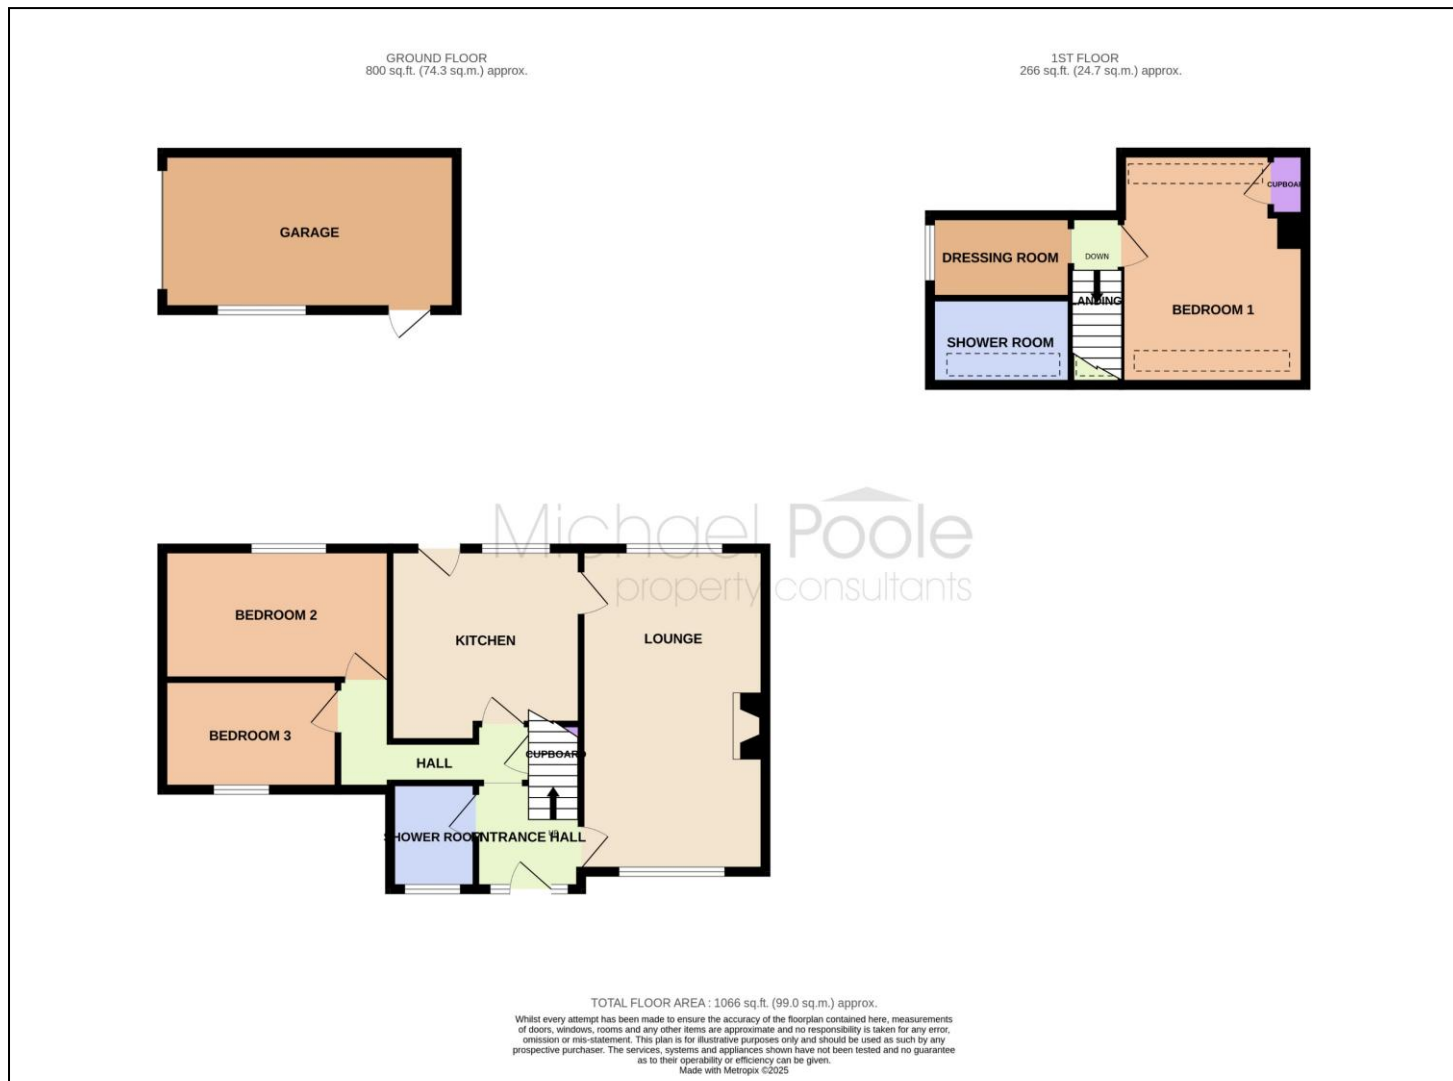 GROUND FLOOR
800 sq.ft. (74.3 sq.m.) approx.
1ST FLOOR
266 sq.ft. (24.7 sq.m.) approx.
GARAGE
CUPBOAR
DRESSING ROOM
DOWN
LANDING
BEDROOM 1
SHOWER ROOM
Michael Poole
property consultants
BEDROOM 2
KITCHEN
LOUNGE
BEDROOM 3
CUPBOARD
HALL
UP
SHOWER ROOM
ENTRANCE HALL
TOTAL FLOOR AREA : 1066 sq.ft. (99.0 sq.m.) approx.
Whilst every attempt has been made to ensure the accuracy of the floorplan contained here, measurements
of doors, windows, rooms and any other items are approximate and no responsibility is taken for any error,
omission or mis-statement. This plan is for illustrative purposes only and should be used as such by any
prospective purchaser. The services, systems and appliances shown have not been tested and no guarantee
as to their operability or efficiency can be given.
Made with Metropix ©2025